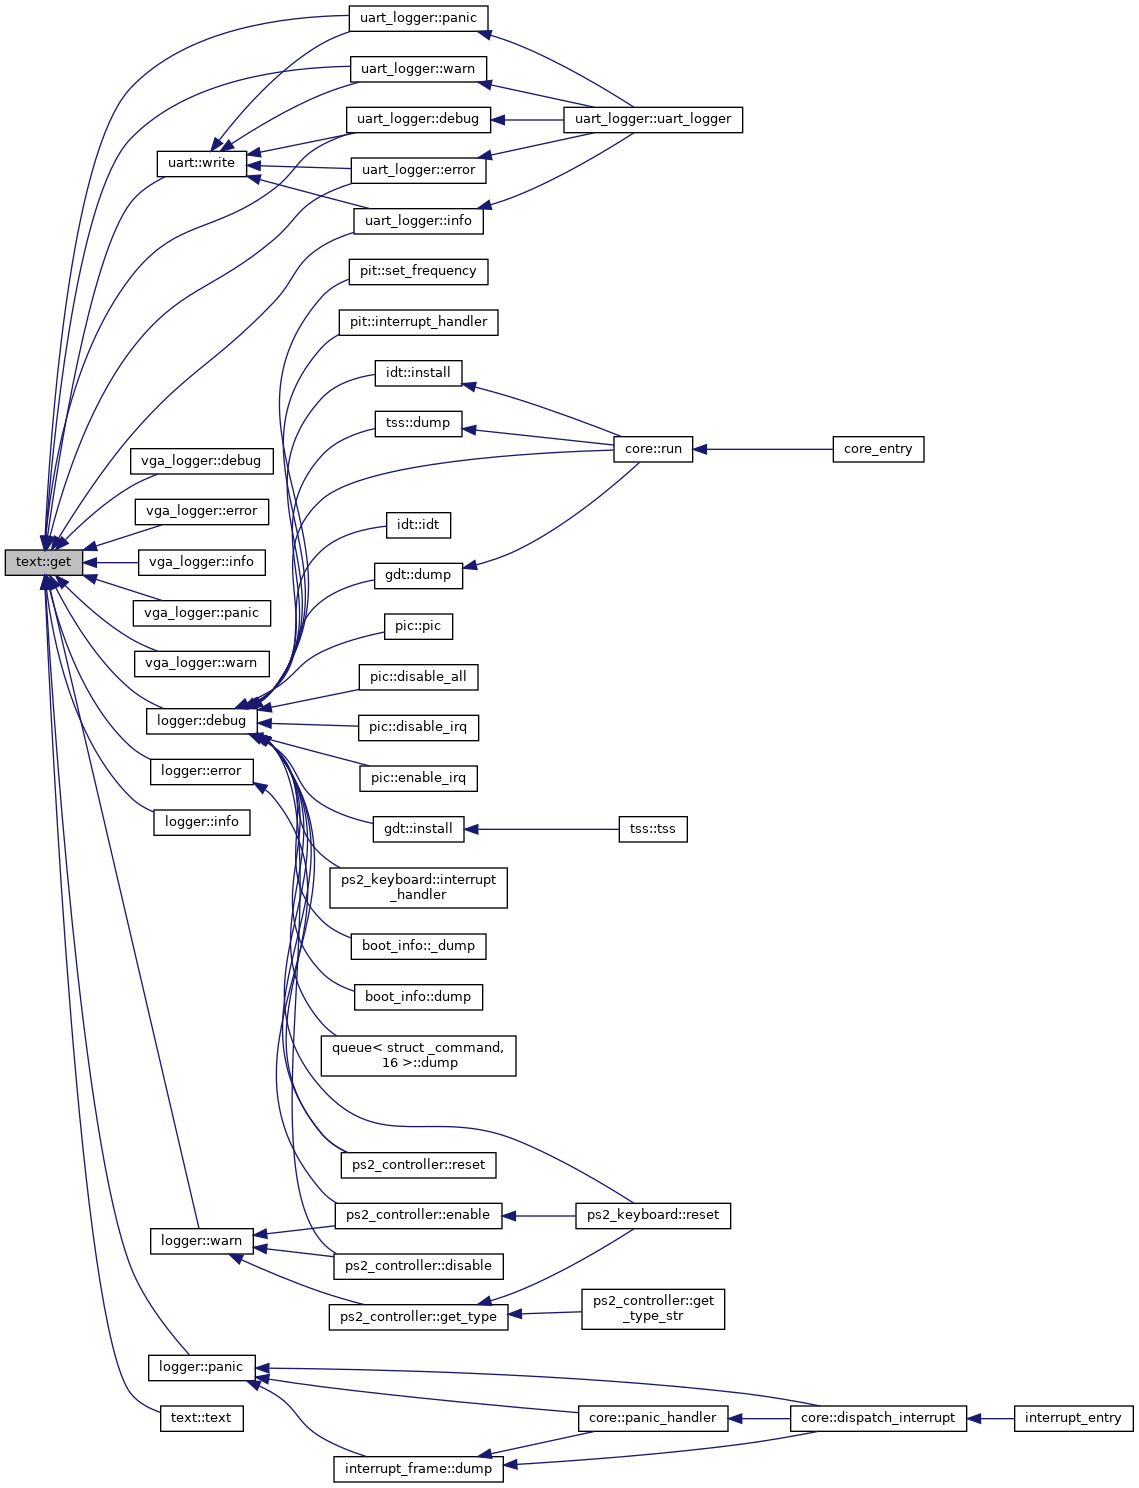 uart_logger::panic
uart_logger::warn
uart_logger::debug
uart_logger::uart_logger
uart::write
uart_logger::error
uart_logger::info
pit::set_frequency
pit::interrupt_handler
idt::install
tss::dump
core::run
core_entry
vga_logger::debug
vga_logger::error
idt::idt
text::get
vga_logger::info
gdt::dump
vga_logger::panic
pic::pic
vga_logger::warn
pic::disable_all
logger::debug
pic::disable_irq
logger::error
pic::enable_irq
logger::info
gdt::install
tss::tss
ps2_keyboard::interrupt
_handler
boot_info::_dump
boot_info::dump
queue< struct _command,
16 >::dump
ps2_controller::reset
ps2_controller::enable
ps2_keyboard::reset
logger::warn
ps2_controller::disable
ps2_controller::get_type
ps2_controller::get
_type_str
logger::panic
text::text
core::panic_handler
core::dispatch_interrupt
interrupt_entry
interrupt_frame::dump